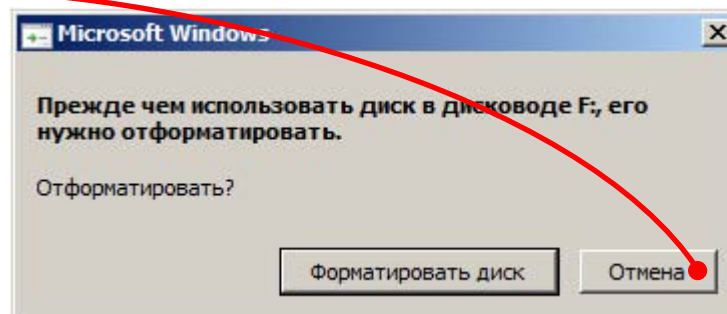 Microsoft Windows
Прежде чем использовать диск в дисководе F:, его
нужно отформатировать.
Отформатировать?
Форматировать диск
Отмена